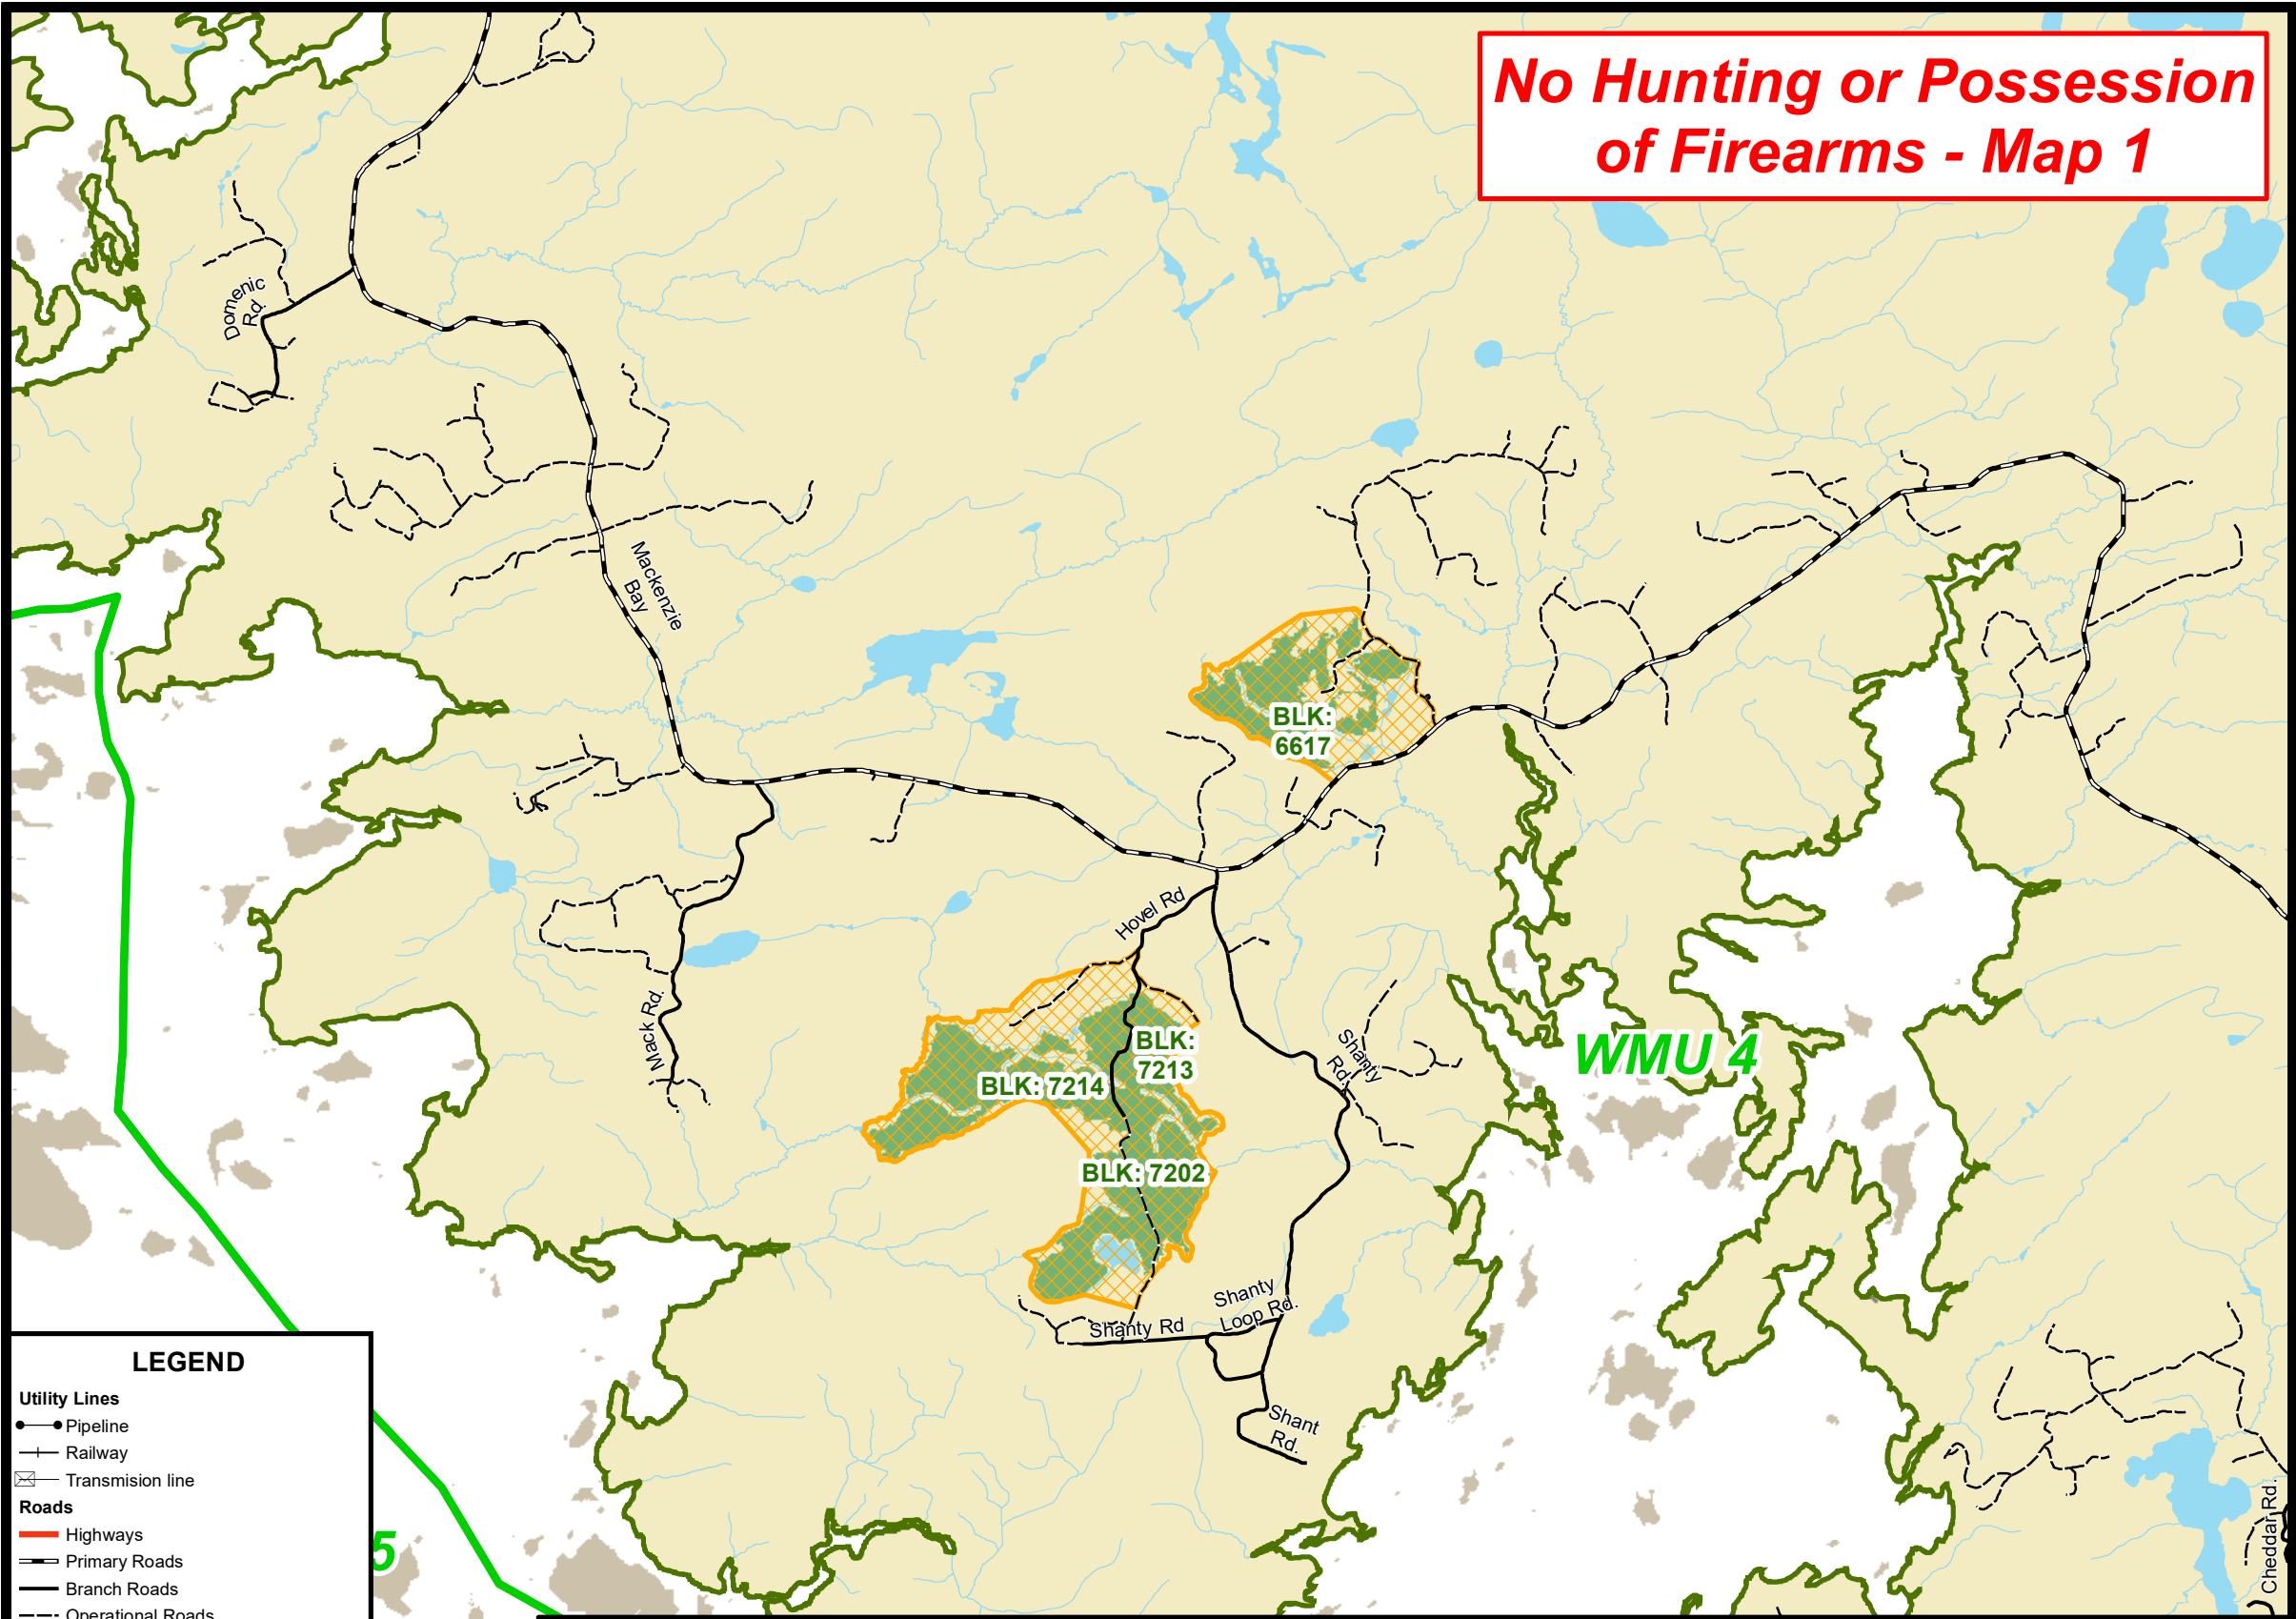 No Hunting or Possession
of Firearms - Map 1
Domenic
Rd.
Mackenzie
Bay
BLK:
6617
Hovel Rd
Mack Rd.
BLK:
7213
BLK: 7214
Shanty
Rd.
WMU 4
BLK: 7202
Shanty
Loop Rd.
Shanty Rd
Shant
Rd.
Cheddar Rd.
5
LEGEND
Utility Lines
Pipeline
Railway
Transmision line
Roads
Highways
Primary Roads
Branch Roads
Operational Roads